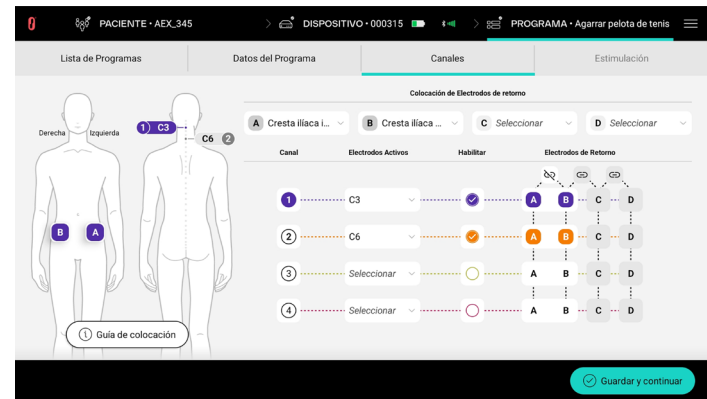 PACIENTE • AEX_345
DISPOSITIVO • 000315
PROGRAMA • Agarrar pelota de tenis
Lista de Programas
Datos del Programa
Canales
Estimulación
Colocación de Electrodos de retorno
A Cresta ilíaca i...
B Cresta ilíaca ...
C Seleccionar
D Seleccionar
Derecha
Izquierda
1 C3
C6 2
B A
Guía de colocación
Canal
Electrodos Activos
Habilitar
Electrodos de Retorno
1 C3 A B C D
2 C6 A B C D
3 Seleccionar A B C D
4 Seleccionar A B C D
Guardar y continuar